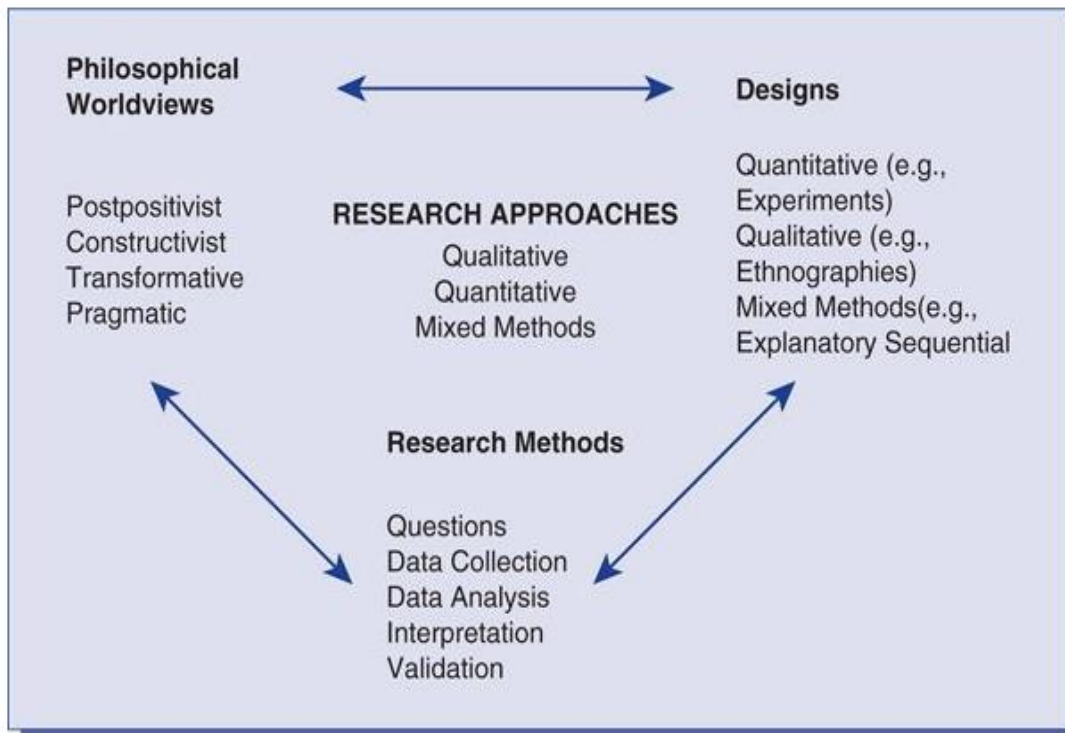 Philosophical
Worldviews
Postpositivist
Constructivist
Transformative
Pragmatic
RESEARCH APPROACHES
Qualitative
Quantitative
Mixed Methods
Designs
Quantitative (e.g.,
Experiments)
Qualitative (e.g.,
Ethnographies)
Mixed Methods(e.g.,
Explanatory Sequential
Research Methods
Questions
Data Collection
Data Analysis
Interpretation
Validation